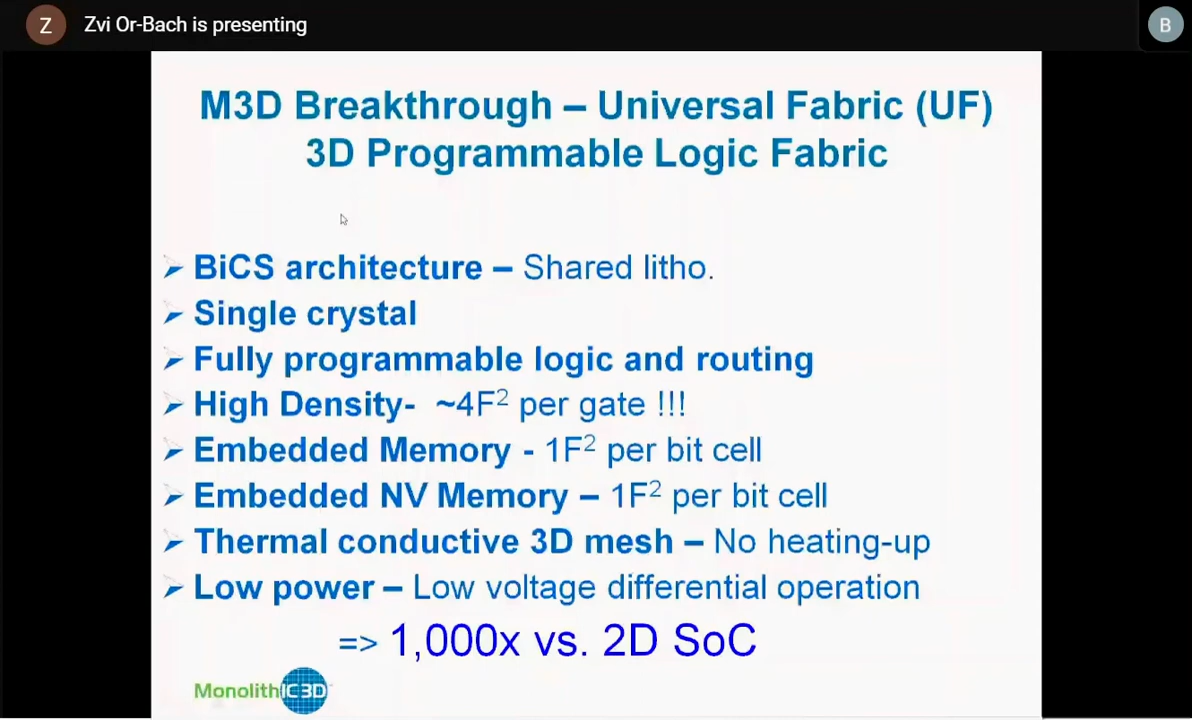 Z
Zvi Or-Bach is presenting
B
M3D Breakthrough – Universal Fabric (UF)
3D Programmable Logic Fabric
➢ BiCS architecture – Shared litho.
➢ Single crystal
➢ Fully programmable logic and routing
➢ High Density- ~4F² per gate !!!
➢ Embedded Memory - 1F² per bit cell
➢ Embedded NV Memory – 1F² per bit cell
➢ Thermal conductive 3D mesh – No heating-up
➢ Low power – Low voltage differential operation
=> 1,000x vs. 2D SoC
MonolithIC3D